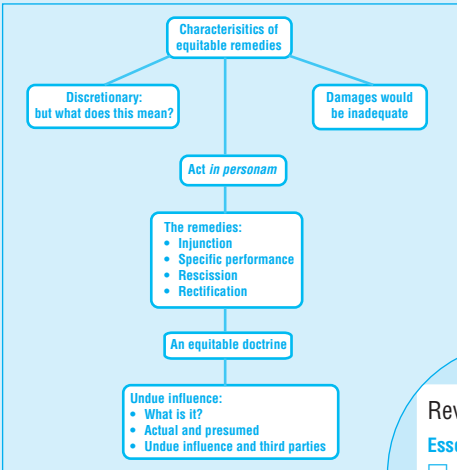 Characterisitics of
equitable remedies
Discretionary:
but what does this mean?
Damages would
be inadequate
Act in personam
The remedies:
• Injunction
• Specific performance
• Rescission
• Rectification
An equitable doctrine
Undue influence:
• What is it?
• Actual and presumed
• Undue influence and third parties